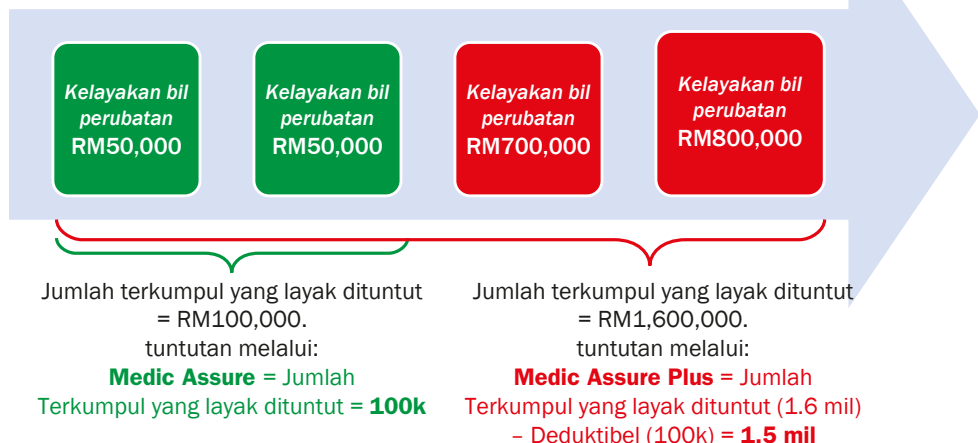 Kelayakan bil
perubatan
RM50,000
Kelayakan bil
perubatan
RM50,000
Kelayakan bil
perubatan
RM700,000
Kelayakan bil
perubatan
RM800,000
Jumlah terkumpul yang layak dituntut
= RM100,000.
tuntutan melalui:
Medic Assure = Jumlah
Terkumpul yang layak dituntut = 100k
Jumlah terkumpul yang layak dituntut
= RM1,600,000.
tuntutan melalui:
Medic Assure Plus = Jumlah
Terkumpul yang layak dituntut (1.6 mil)
– Deduktibel (100k) = 1.5 mil